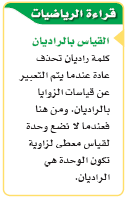 قراءة الرياضيات
القياس بالراديان
كلمة راديان تحذف
عادة عندما يتم التعبير
عن قياسات الزوايا
بالراديان، ومن هنا
فعندما لا تضع وحدة
لقياس معطى لزاوية
تكون الوحدة هي
الراديان.